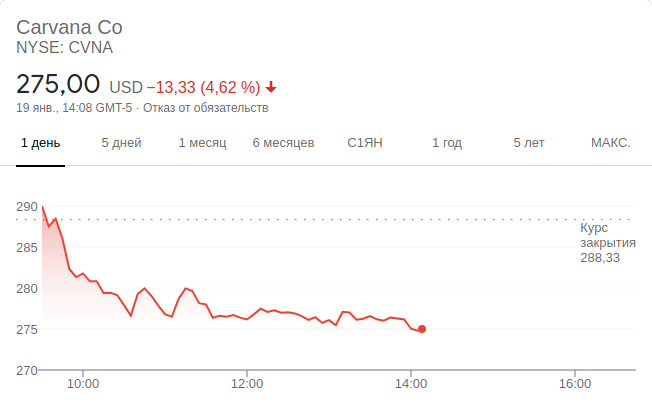 Carvana Co
NYSE: CVNA
275,00 USD −13,33 (4,62 %)
19 янв., 14:08 GMT-5 · Отказ от обязательств
1 день 5 дней 1 месяц 6 месяцев С1ЯН 1 год 5 лет МАКС.
290
Курс
закрытия
288,33
285
280
275
270
10:00 12:00 14:00 16:00